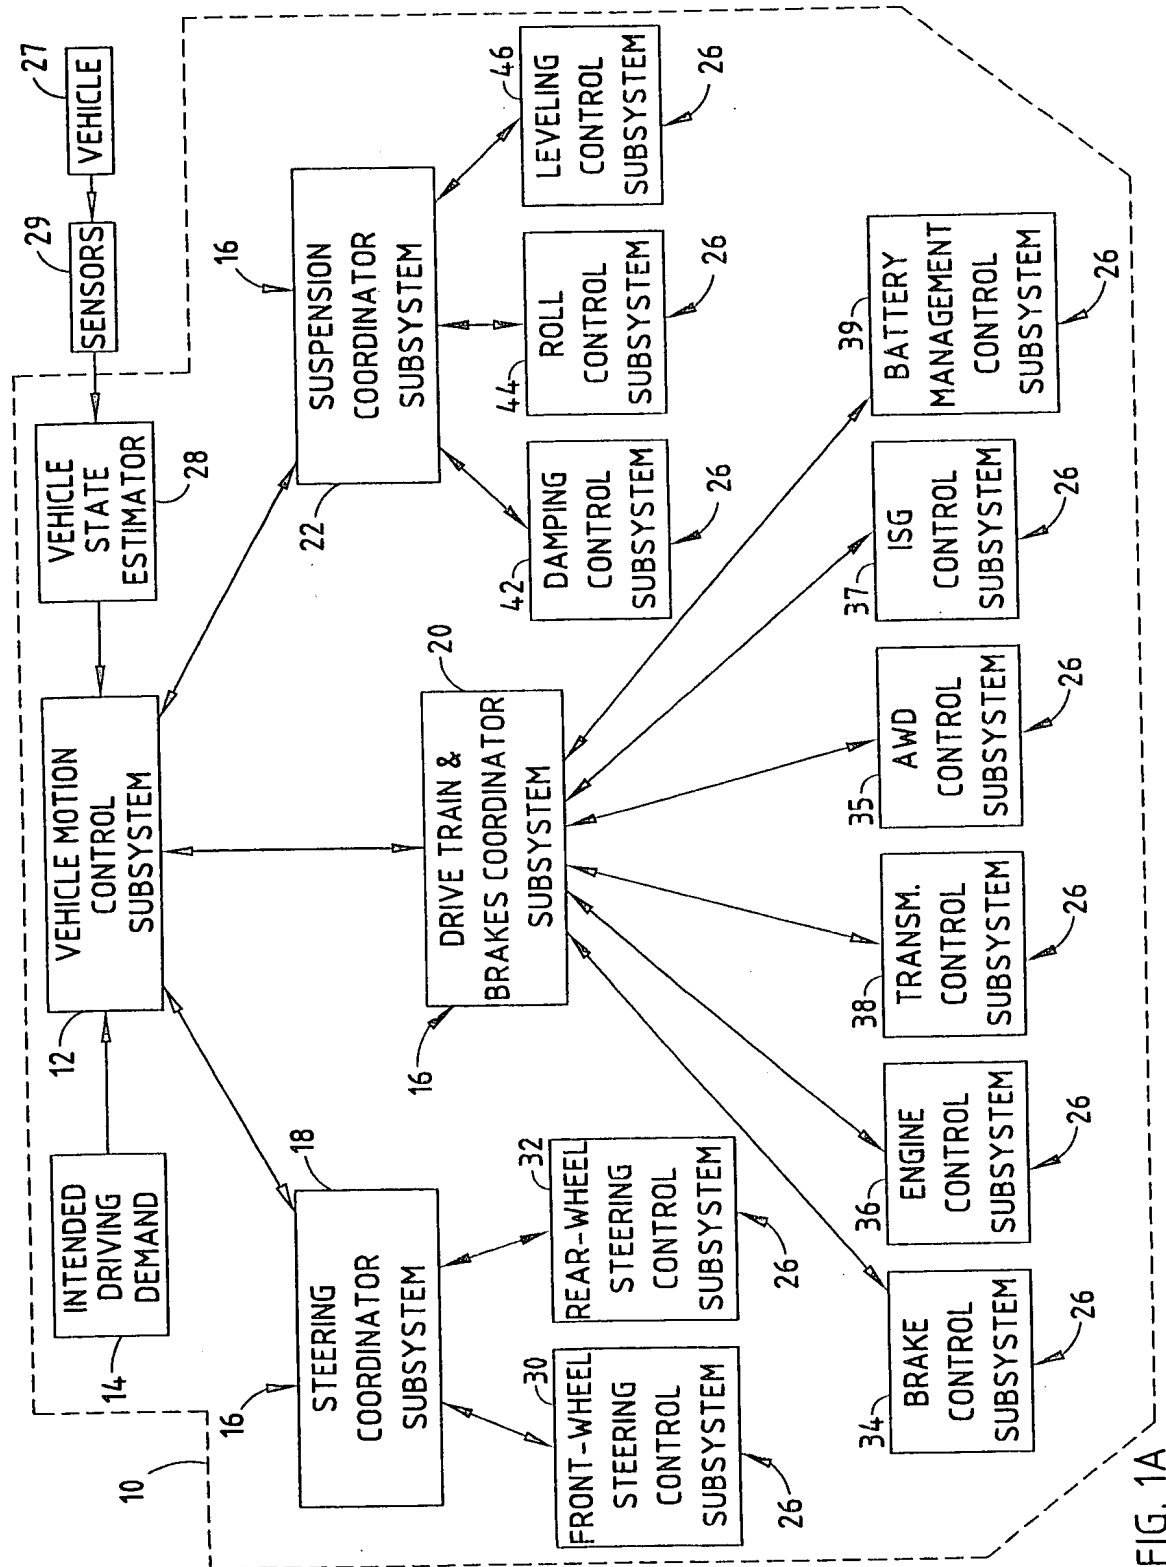 27
VEHICLE
29
SENSORS
VEHICLE
STATE
ESTIMATOR
28
VEHICLE MOTION
CONTROL
SUBSYSTEM
12
INTENDED
DRIVING
DEMAND
14
10
16
STEERING
COORDINATOR
SUBSYSTEM
18
DRIVE TRAIN &
BRAKES COORDINATOR
SUBSYSTEM
20
16
16
SUSPENSION
COORDINATOR
SUBSYSTEM
22
30
FRONT-WHEEL
STEERING
CONTROL
SUBSYSTEM
26
32
REAR-WHEEL
STEERING
CONTROL
SUBSYSTEM
26
42
DAMPING
CONTROL
SUBSYSTEM
26
44
ROLL
CONTROL
SUBSYSTEM
26
46
LEVELING
CONTROL
SUBSYSTEM
26
34
BRAKE
CONTROL
SUBSYSTEM
26
36
ENGINE
CONTROL
SUBSYSTEM
26
38
TRANSM.
CONTROL
SUBSYSTEM
26
35
AWD
CONTROL
SUBSYSTEM
26
37
ISG
CONTROL
SUBSYSTEM
26
39
BATTERY
MANAGEMENT
CONTROL
SUBSYSTEM
26
FIG. 1A